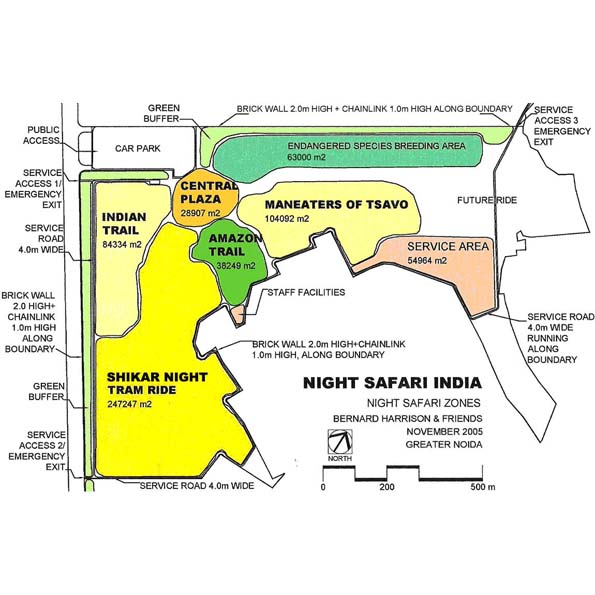 GREEN
BUFFER
BRICK WALL 2.0m HIGH + CHAINLINK 1.0m HIGH ALONG BOUNDARY
SERVICE
ACCESS 3
EMERGENCY
EXIT
PUBLIC
ACCESS
CAR PARK
ENDANGERED SPECIES BREEDING AREA
63000 m2
SERVICE
ACCESS 1/
EMERGENCY
EXIT
CENTRAL
PLAZA
28907 m2
MANEATERS OF TSAVO
104092 m2
FUTURE RIDE
INDIAN
TRAIL
84334 m2
SERVICE
ROAD
4.0m WIDE
AMAZON
TRAIL
38249 m2
SERVICE AREA
54964 m2
STAFF FACILITIES
BRICK WALL
2.0 HIGH+
CHAINLINK
1.0m HIGH
ALONG
BOUNDARY
SERVICE ROAD
4.0m WIDE
RUNNING
ALONG
BOUNDARY
BRICK WALL 2.0m HIGH+CHAINLINK
1.0m HIGH, ALONG BOUNDARY
SHIKAR NIGHT
TRAM RIDE
247247 m2
GREEN
BUFFER
NIGHT SAFARI INDIA
NIGHT SAFARI ZONES
BERNARD HARRISON & FRIENDS
NOVEMBER 2005
GREATER NOIDA
SERVICE
ACCESS 2/
EMERGENCY
EXIT
SERVICE ROAD 4.0m WIDE
NORTH
0 200 500 m